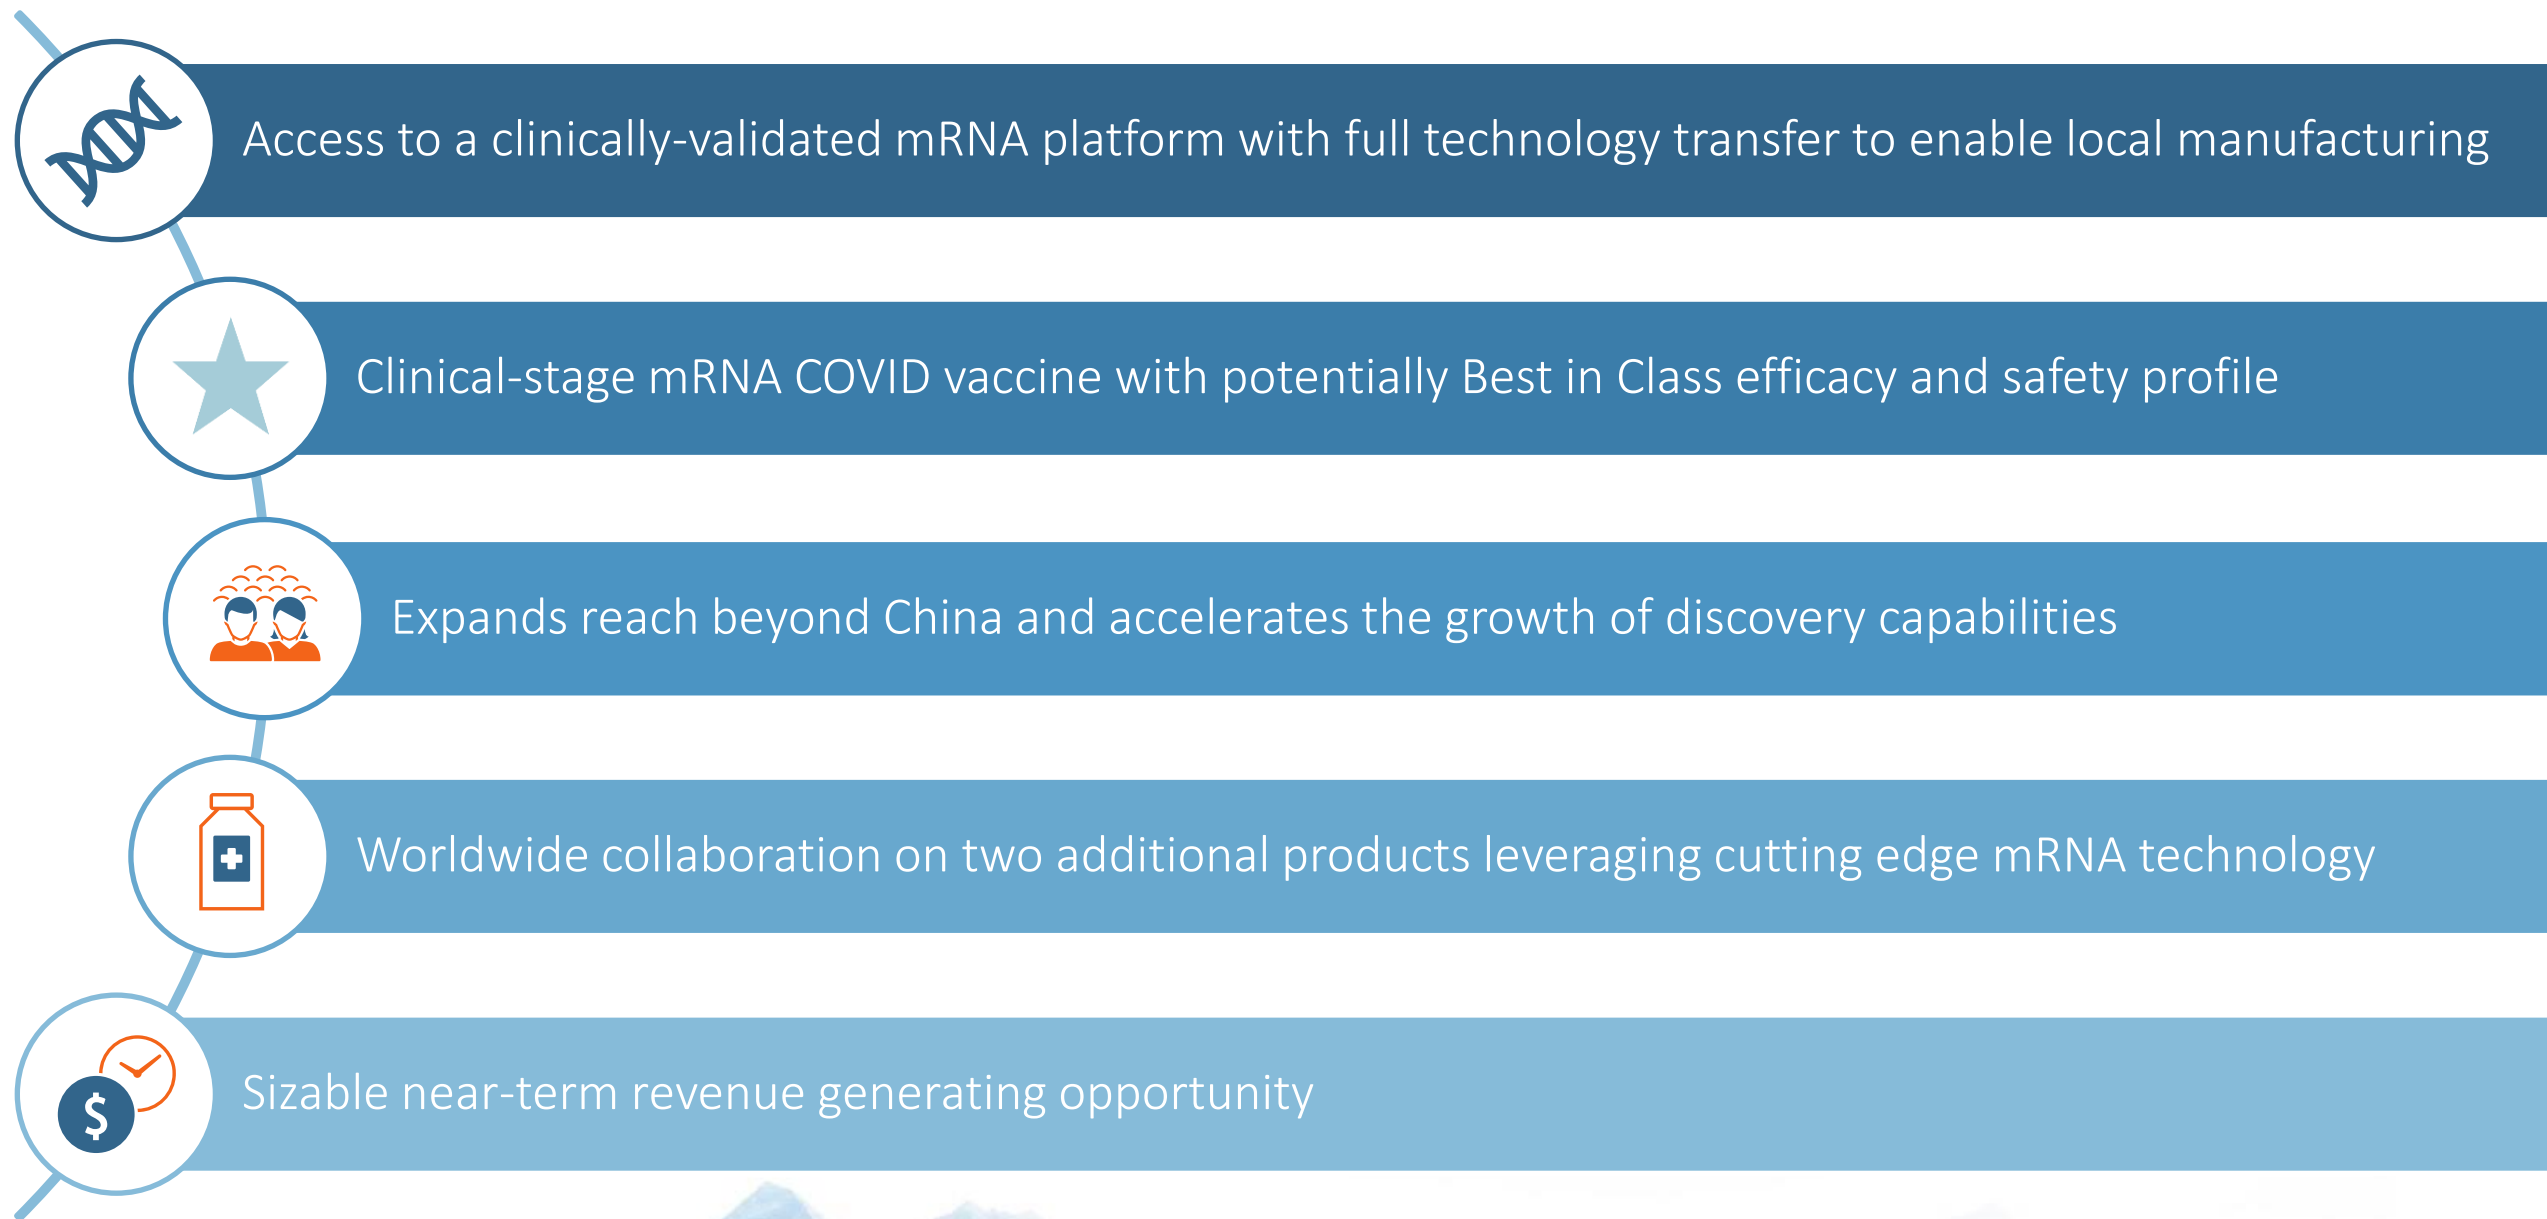 Access to a clinically-validated mRNA platform with full technology transfer to enable local manufacturing
Clinical-stage mRNA COVID vaccine with potentially Best in Class efficacy and safety profile
Expands reach beyond China and accelerates the growth of discovery capabilities
Worldwide collaboration on two additional products leveraging cutting edge mRNA technology
$
Sizable near-term revenue generating opportunity